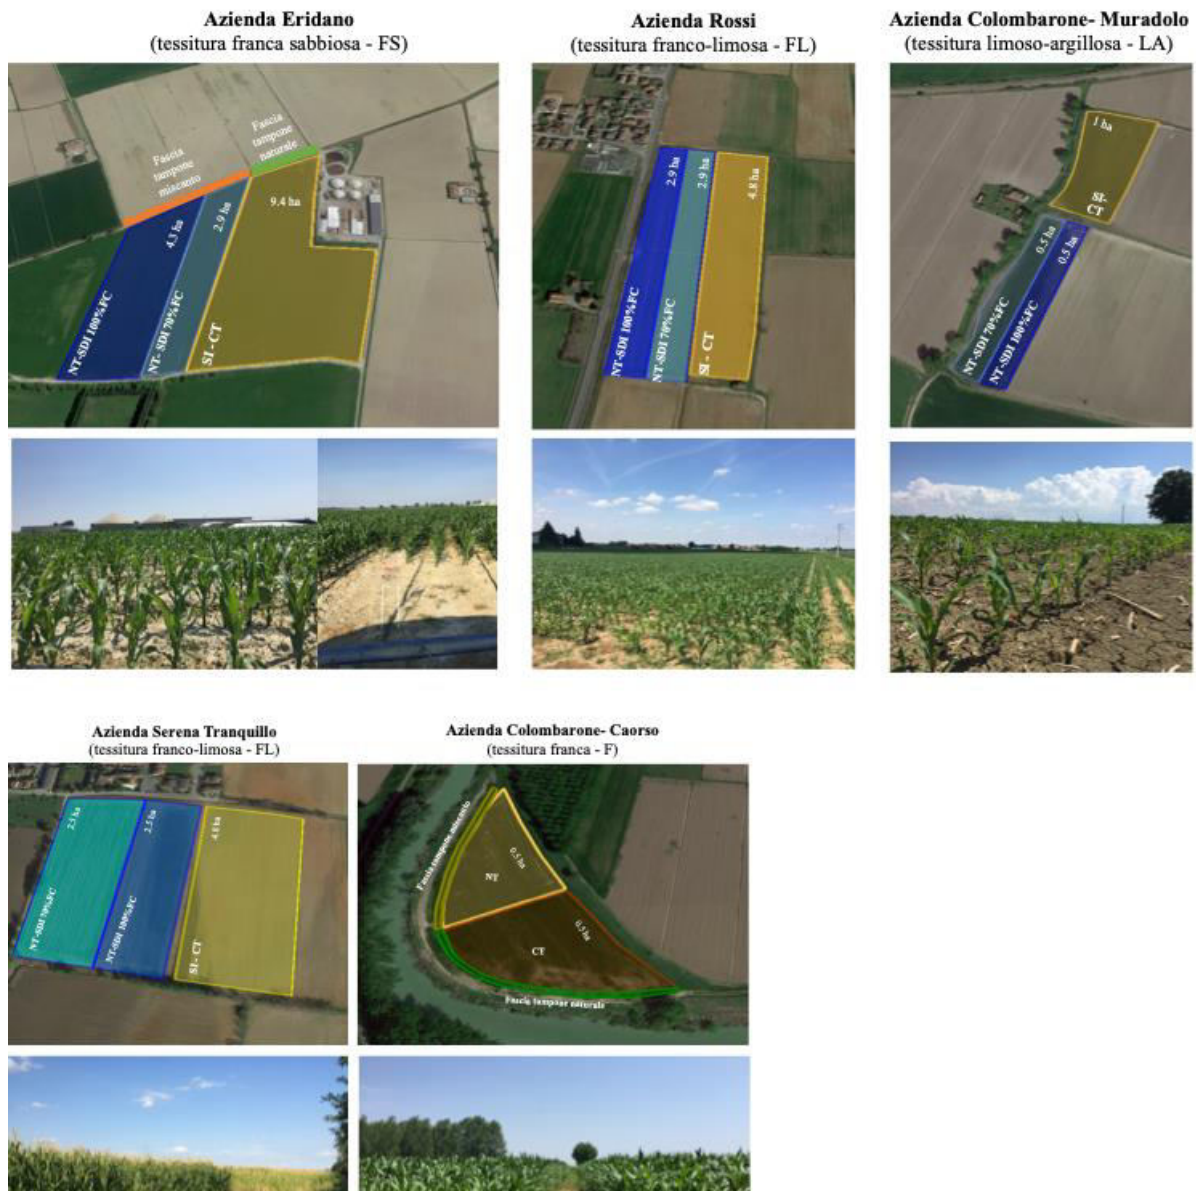 Azienda Eridano
(tessitura franca sabbiosa - FS)
Azienda Rossi
(tessitura franco-limosa - FL)
Azienda Colombarone- Muradolo
(tessitura limoso-argillosa - LA)
Fascia
tampone
miscanto
Fascia
tampone
naturale
4.3 ha
2.9 ha
9.4 ha
NT-SDI 100%FC
NT- SDI 70%FC
SI - CT
2.9 ha
2.9 ha
4.8 ha
NT-SDI 100%FC
NT-SDI 70%FC
SI - CT
1 ha
SI-
CT
0.5 ha
0.5 ha
NT-SDI 70%FC
NT-SDI 100%FC
Azienda Serena Tranquillo
(tessitura franco-limosa - FL)
Azienda Colombarone- Caorso
(tessitura franca - F)
2.5 ha
2.5 ha
4.8 ha
NT-SDI 70%FC
NT-SDI 100%FC
SI - CT
Fascia tampone miscanto
0.5 ha
NT
0.5 ha
CT
Fascia tampone naturale